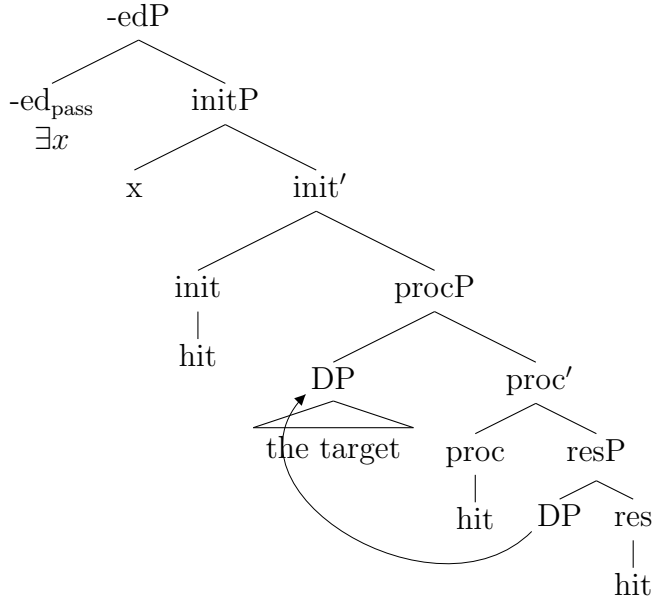 -edP
-ed_pass initP
∃x
x init′
init procP
hit
DP proc′
the target proc resP
hit DP res
hit